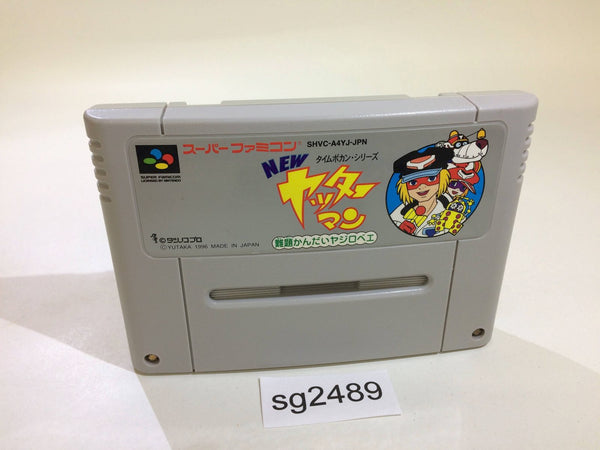 スーパーファミコン
SHVC-A4YJ-JPN
SUPER FAMICOM
LICENSED BY NINTENDO
タイムボカン・シリーズ
NEW
ヤッター
マン
難題かんだいヤジロベエ
©タツノコプロ
©YUTAKA 1996 MADE IN JAPAN
sg2489